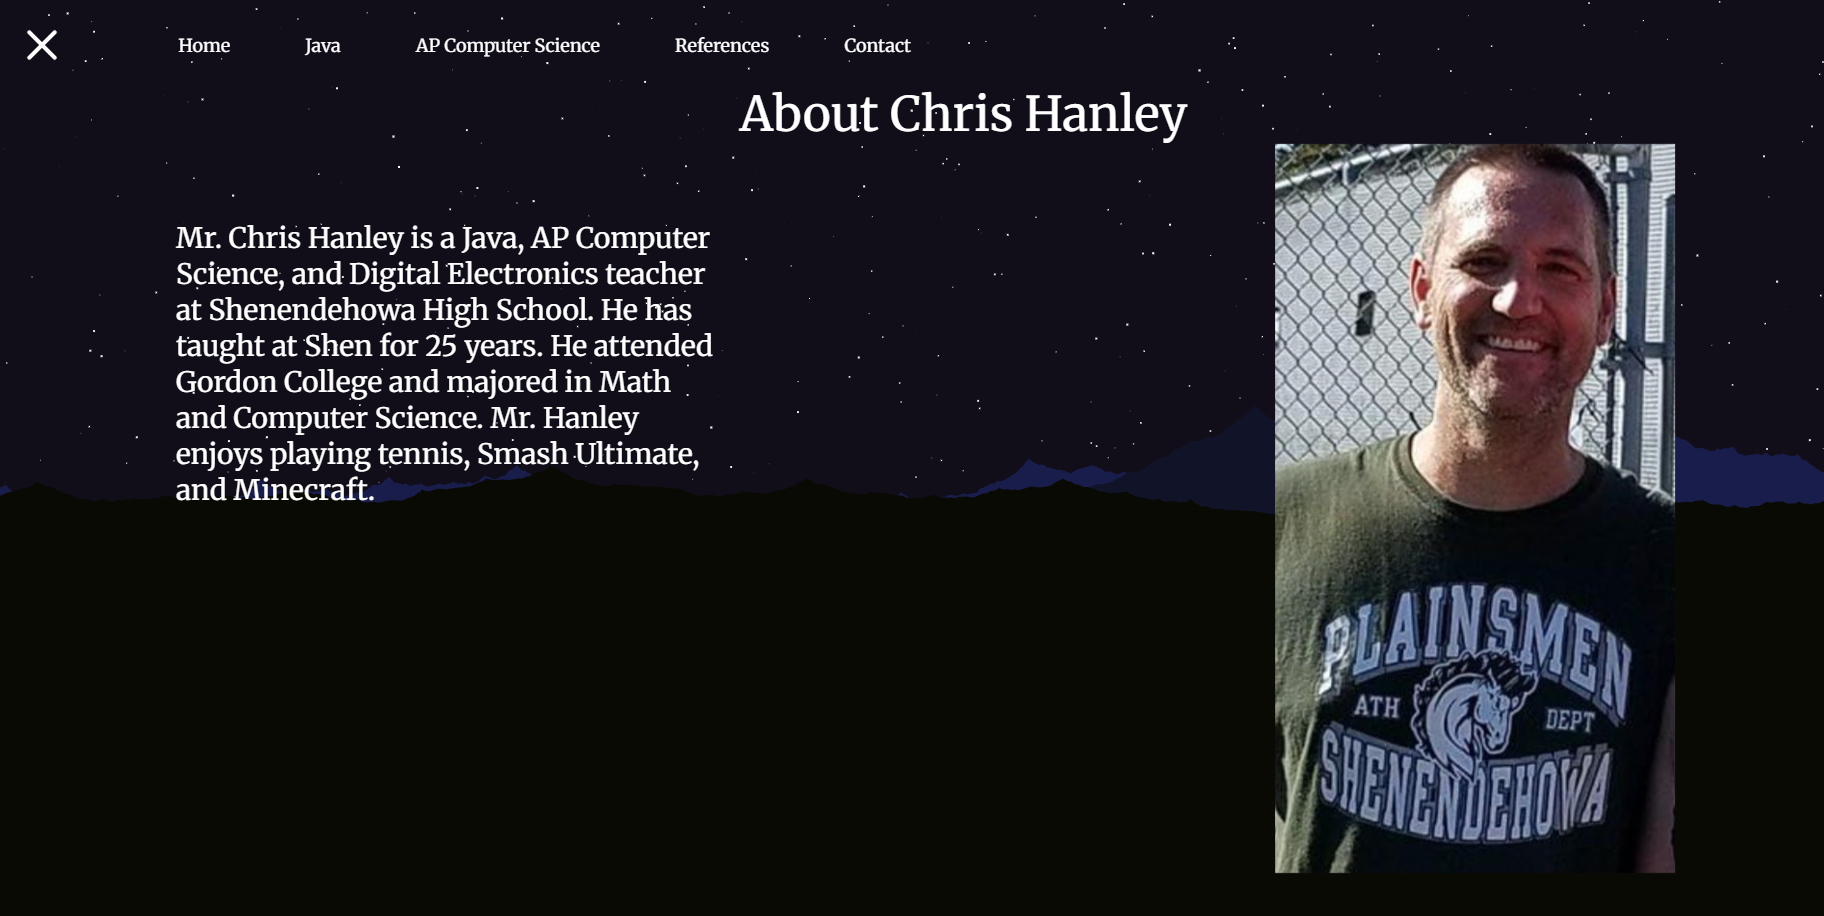 Home
Java
AP Computer Science
References
Contact
About Chris Hanley
Mr. Chris Hanley is a Java, AP Computer
Science, and Digital Electronics teacher
at Shenendehowa High School. He has
taught at Shen for 25 years. He attended
Gordon College and majored in Math
and Computer Science. Mr. Hanley
enjoys playing tennis, Smash Ultimate,
and Minecraft.
PLAINSMEN
ATH DEPT
SHENENDEHOWA